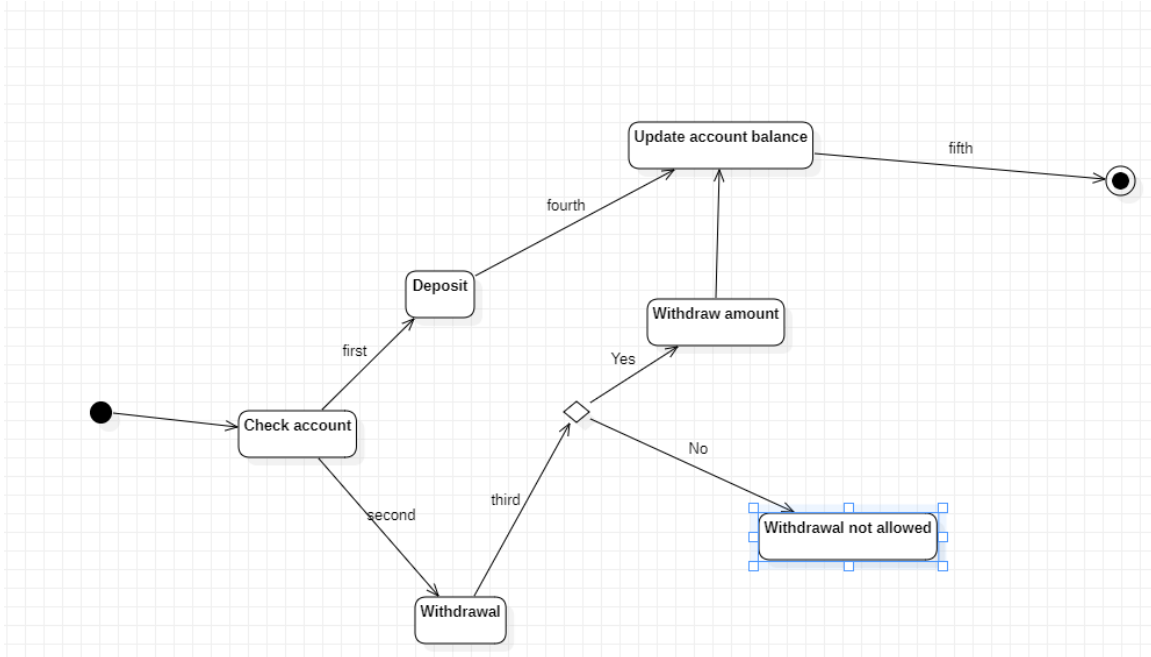 Update account balance
fifth
fourth
Deposit
Withdraw amount
first
Yes
Check account
No
third
second
Withdrawal not allowed
Withdrawal